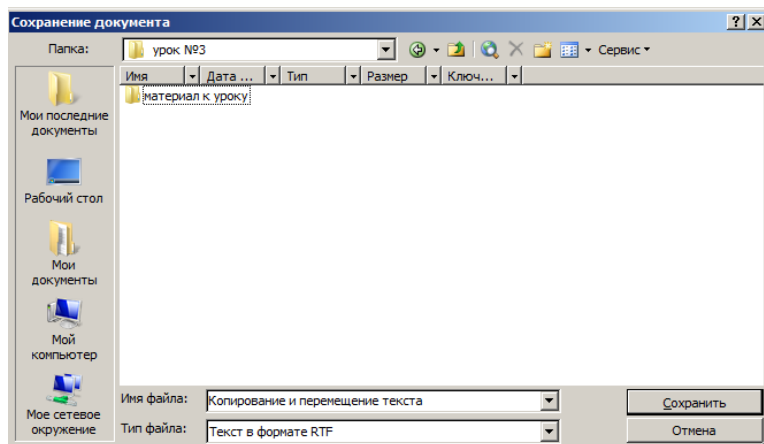 Сохранение документа
Папка:
урок №3
Сервис
Имя Дата ... Тип Размер Ключ...
материал к уроку
Мои последние
документы
Рабочий стол
Мои
документы
Мой
компьютер
Мое сетевое
окружение
Имя файла:
Копирование и перемещение текста
Сохранить
Тип файла:
Текст в формате RTF
Отмена